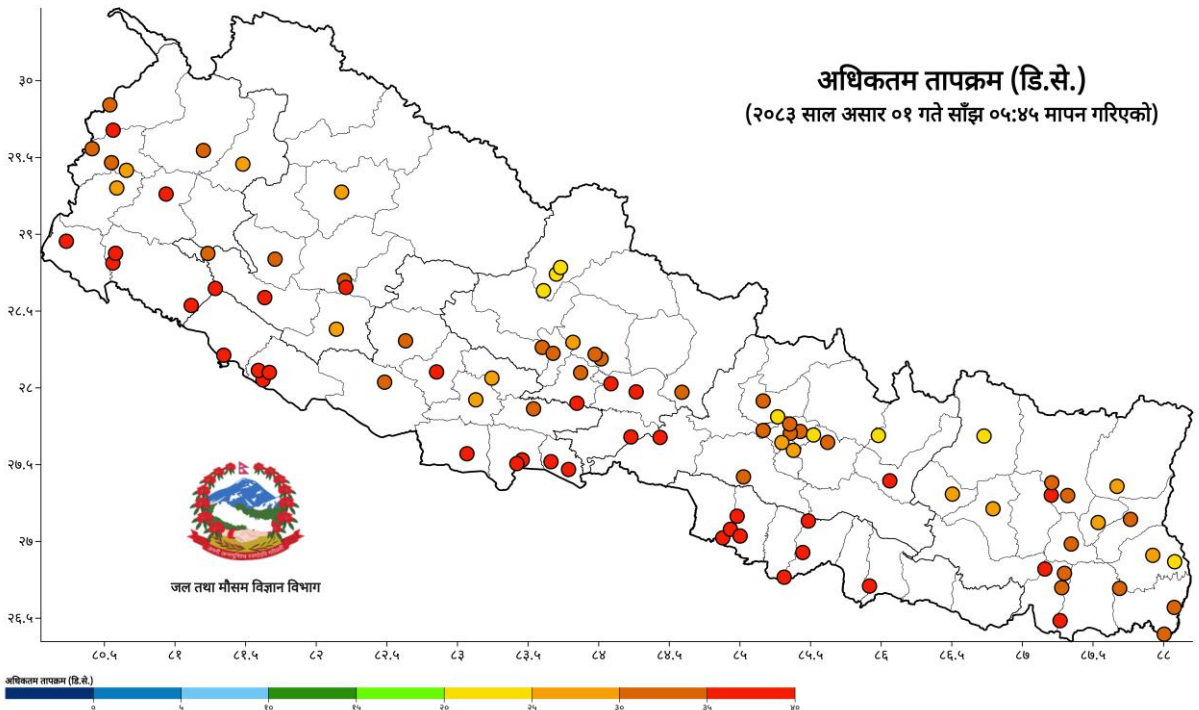 अधिकतम तापक्रम (डि.से.)
(२०८३ साल असार ०१ गते साँझ ०५:४५ मापन गरिएको)
३०
२९.५
२९
२८.५
२८
२७.५
२७
२६.५
जल तथा मौसम विज्ञान विभाग
८०.५ ८१ ८१.५ ८२ ८२.५ ८३ ८३.५ ८४ ८४.५ ८५ ८५.५ ८६ ८६.५ ८७ ८७.५ ८८
अधिकतम तापक्रम (डि.से.)
० ५ १० १५ २० २५ ३० ३५ ४०